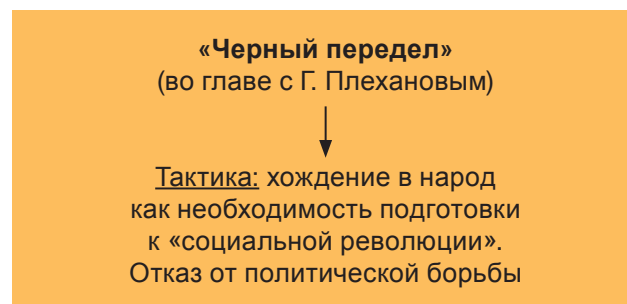 «Черный передел»
(во главе с Г. Плехановым)
Тактика: хождение в народ
как необходимость подготовки
к «социальной революции».
Отказ от политической борьбы